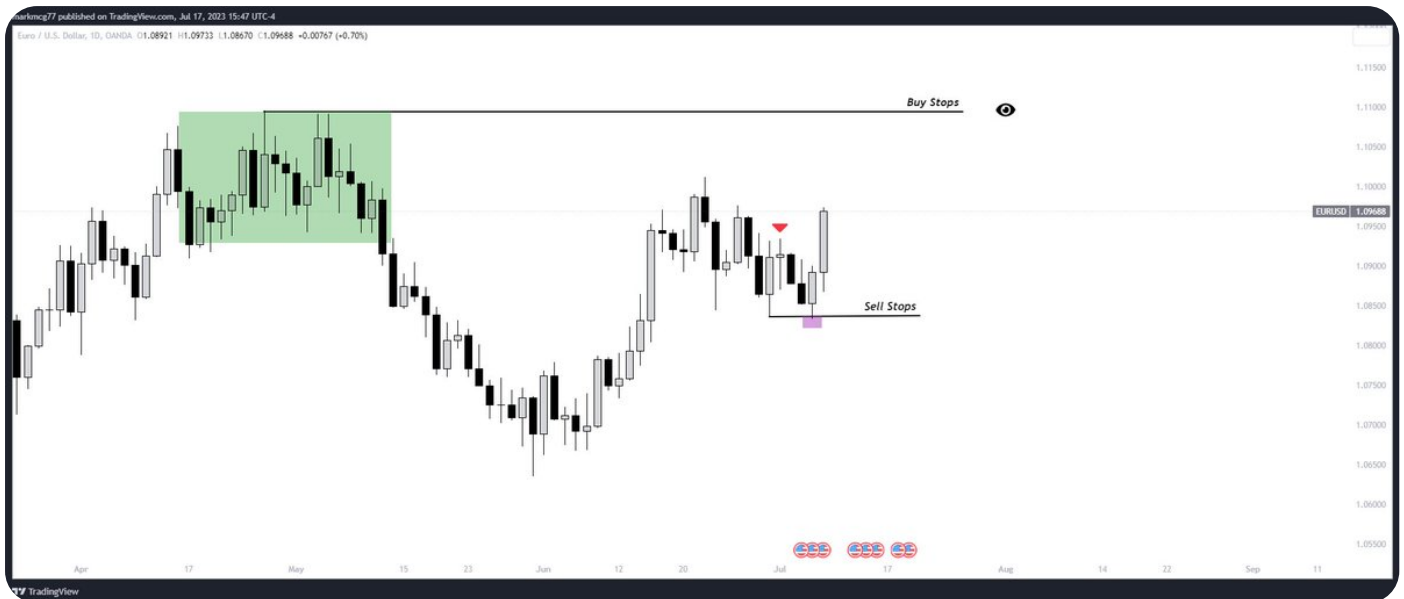 markmcg77 published on TradingView.com, Jul 17, 2023 15:47 UTC-4
Euro / U.S. Dollar, 1D, OANDA O1.08921 H1.09733 L1.08670 C1.09688 +0.00767 (+0.70%)
1.11500
Buy Stops
1.11000
1.10500
1.10000
EURUSD 1.09688
1.09500
1.09000
Sell Stops
1.08500
1.08000
1.07500
1.07000
1.06500
1.06000
1.05500
Apr 17 May 15 23 Jun 12 20 Jul 17 Aug 14 22 Sep 11
TradingView